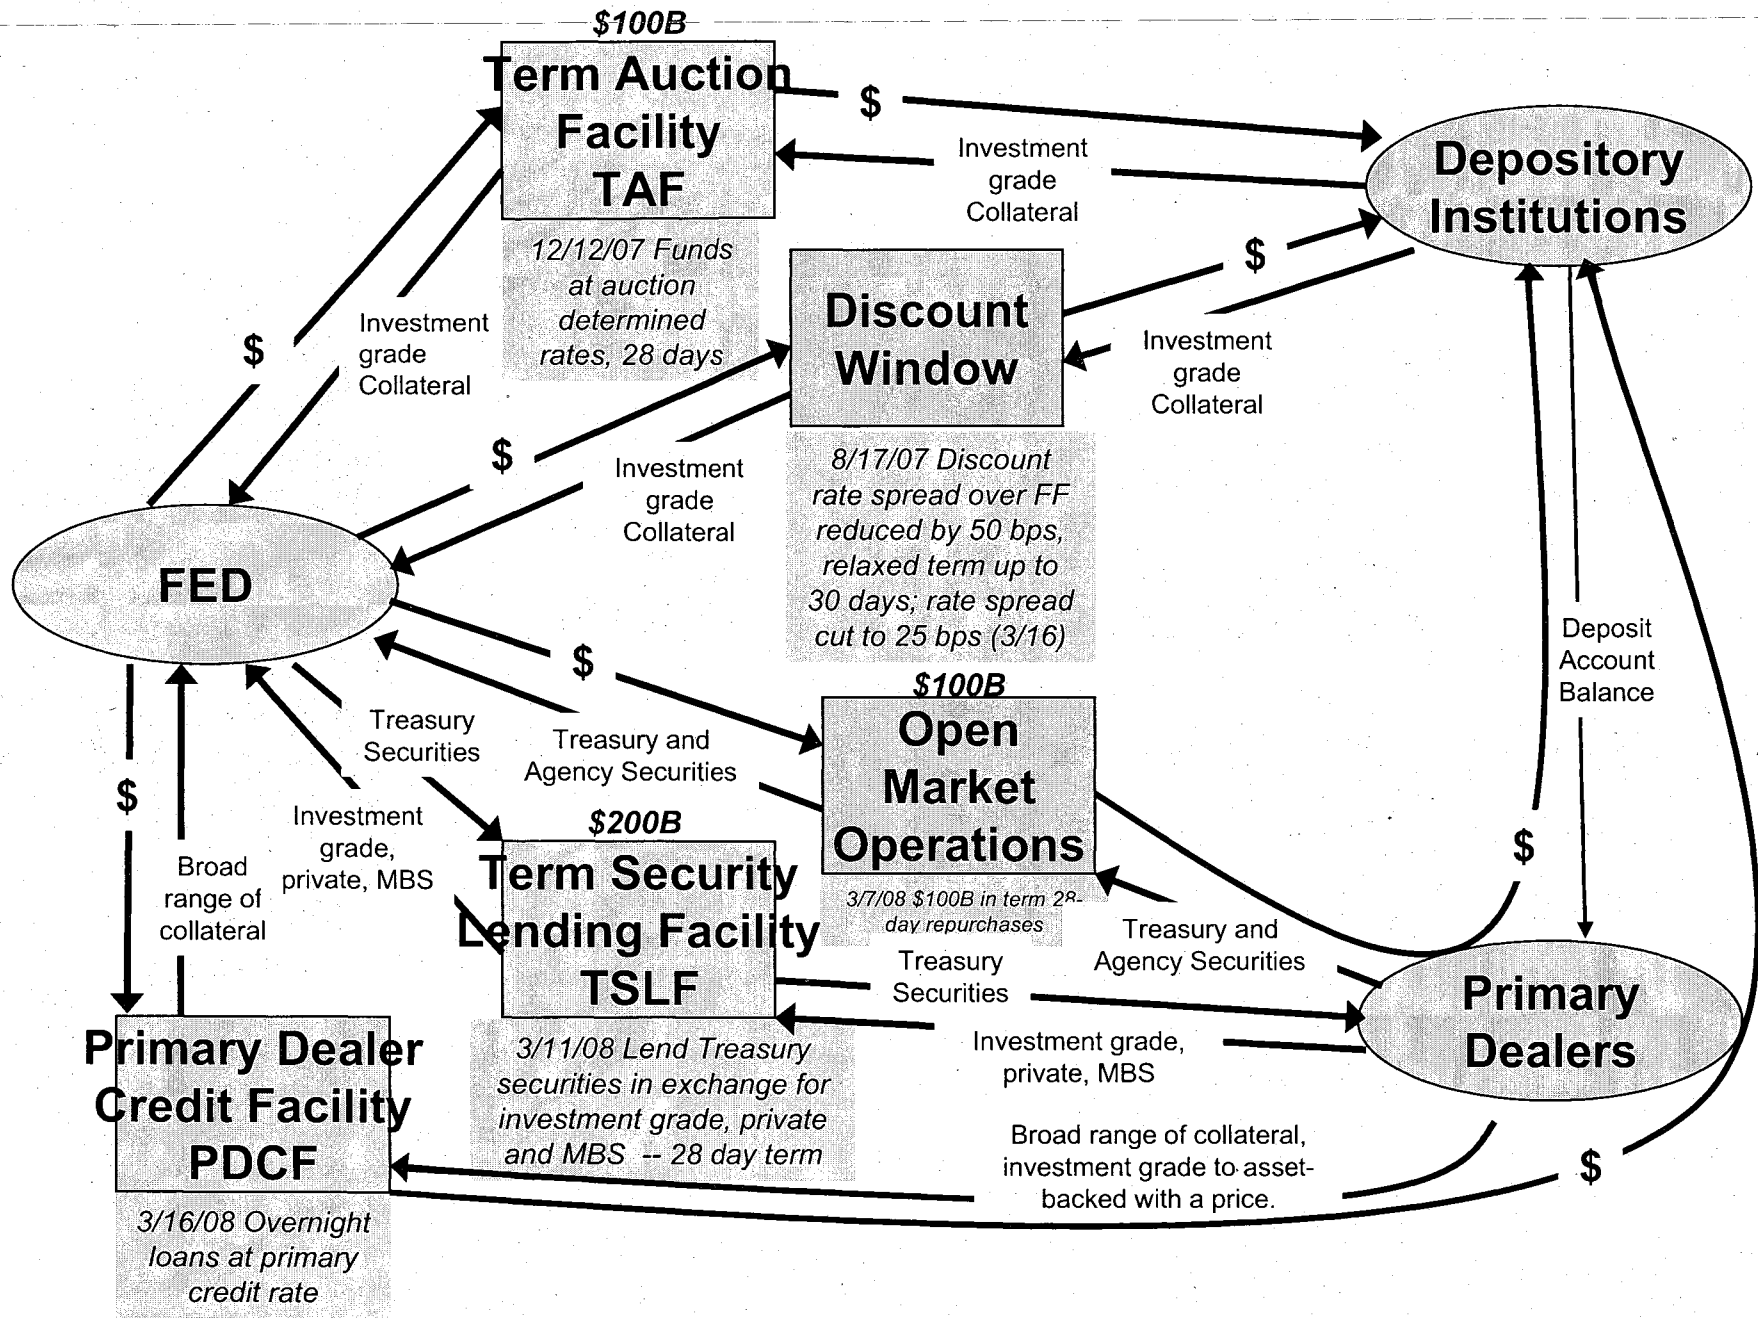 $100B
Term Auction
Facility
TAF
12/12/07 Funds
at auction
determined
rates, 28 days
$
Investment
grade
Collateral
Depository
Institutions
$
Investment
grade
Collateral
$
Investment
grade
Collateral
Discount
Window
8/17/07 Discount
rate spread over FF
reduced by 50 bps,
relaxed term up to
30 days; rate spread
cut to 25 bps (3/16)
$
Investment
grade
Collateral
FED
$
Treasury and
Agency Securities
Treasury
Securities
Investment
grade,
private, MBS
$
Broad
range of
collateral
$100B
Open
Market
Operations
3/7/08 $100B in term 28-
day repurchases
Deposit
Account
Balance
$
$200B
Term Security
Lending Facility
TSLF
3/11/08 Lend Treasury
securities in exchange for
investment grade, private
and MBS -- 28 day term
Treasury and
Agency Securities
Treasury
Securities
Investment grade,
private, MBS
Primary
Dealers
Primary Dealer
Credit Facility
PDCF
3/16/08 Overnight
loans at primary
credit rate
Broad range of collateral,
investment grade to asset-
backed with a price.
$